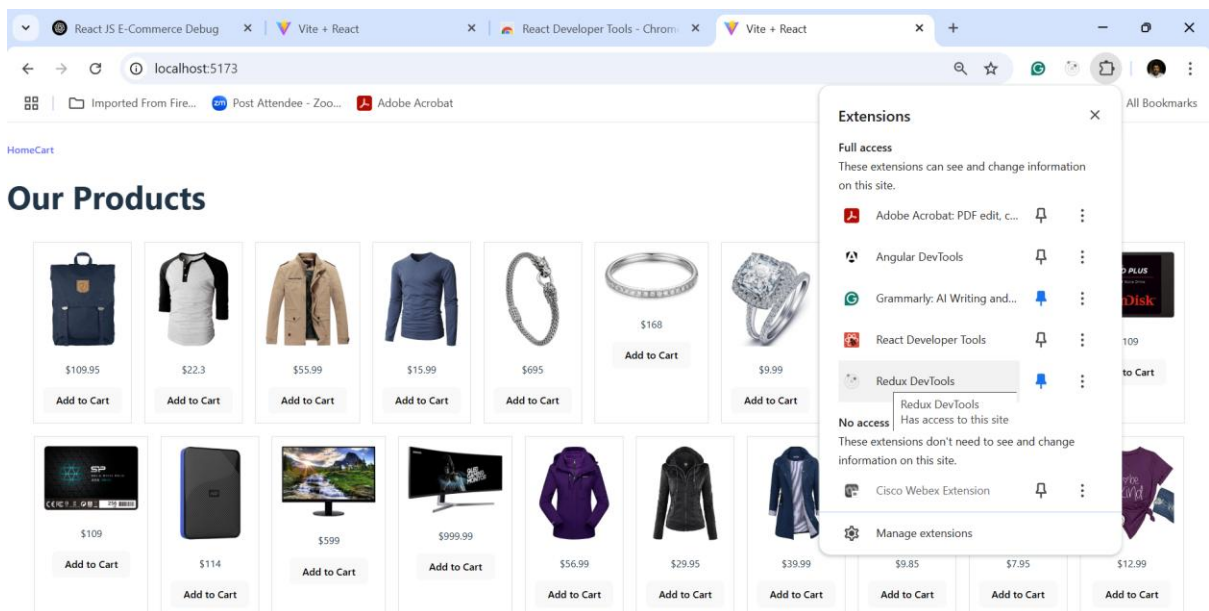 React JS E-Commerce Debug
Vite + React
React Developer Tools - Chrom
Vite + React
localhost:5173
Imported From Fire...
zm
Post Attendee - Zoo...
Adobe Acrobat
All Bookmarks
HomeCart
Our Products
Extensions
Full access
These extensions can see and change information
on this site.
Adobe Acrobat: PDF edit, c...
Angular DevTools
Grammarly: AI Writing and...
React Developer Tools
Redux DevTools
Redux DevTools
Has access to this site
No access
These extensions don't need to see and change
information on this site.
Cisco Webex Extension
Manage extensions
$109.95
Add to Cart
$22.3
Add to Cart
$55.99
Add to Cart
$15.99
Add to Cart
$695
Add to Cart
$168
Add to Cart
$9.99
Add to Cart
PLUS
Disk
109
to Cart
SP
$109
Add to Cart
$114
Add to Cart
$599
Add to Cart
QLED
GAMING
MONITOR
$999.99
Add to Cart
$56.99
Add to Cart
$29.95
Add to Cart
$39.99
Add to Cart
$9.85
Add to Cart
$7.95
Add to Cart
$12.99
Add to Cart